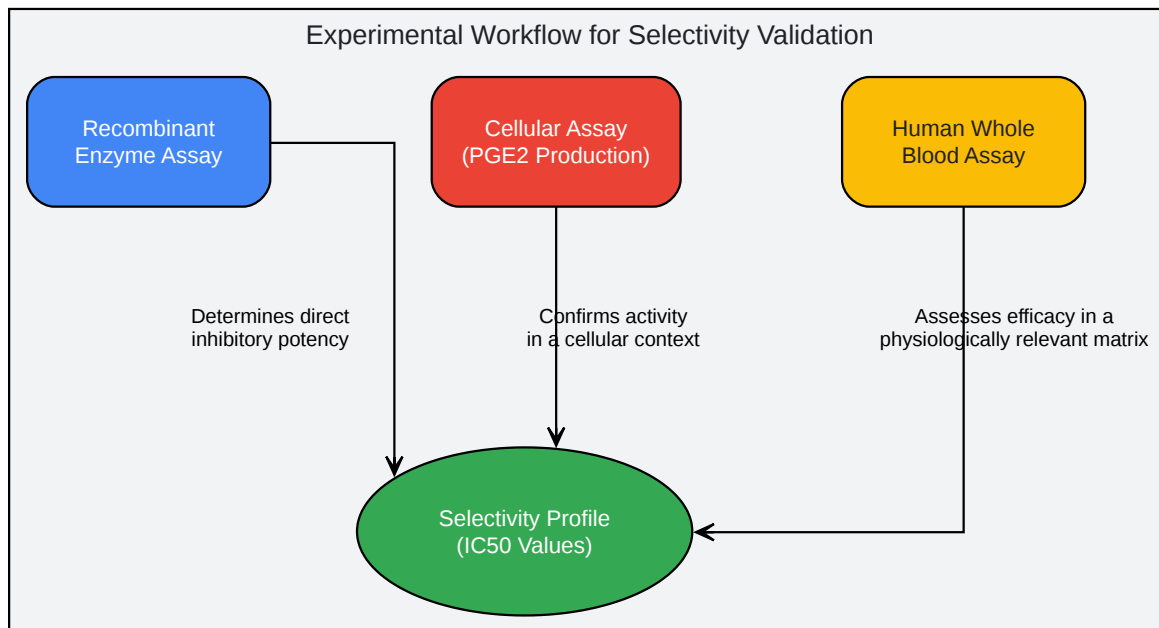 Experimental Workflow for Selectivity Validation
Recombinant
Enzyme Assay
Cellular Assay
(PGE2 Production)
Human Whole
Blood Assay
Determines direct
inhibitory potency
Confirms activity
in a cellular context
Assesses efficacy in a
physiologically relevant matrix
Selectivity Profile
(IC50 Values)